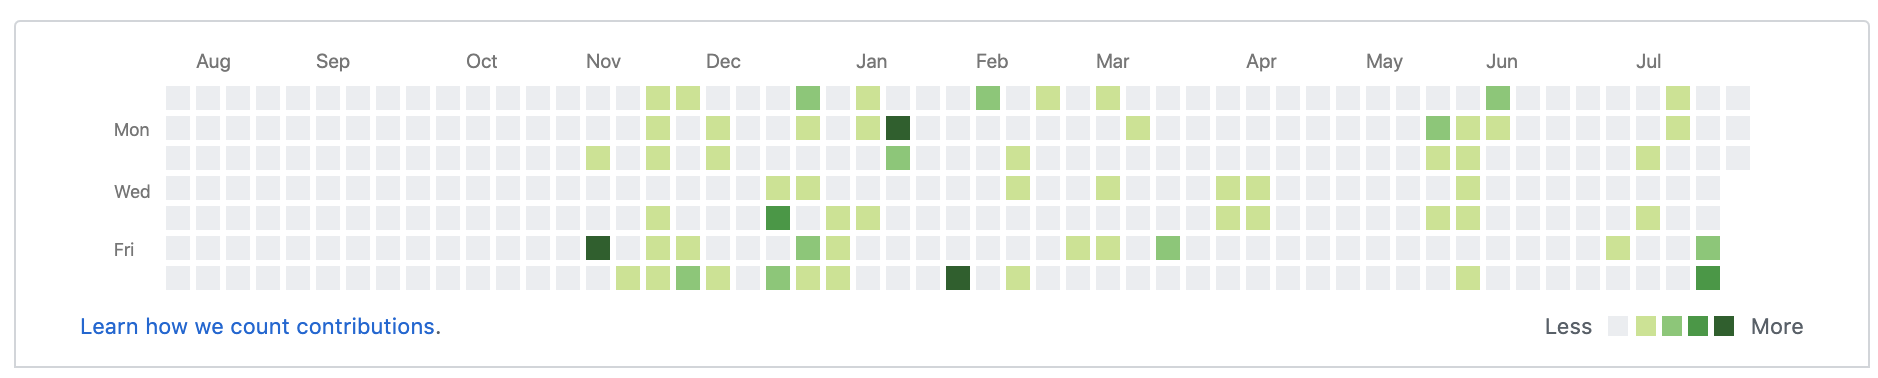 Aug Sep Oct Nov Dec Jan Feb Mar Apr May Jun Jul
Mon
Wed
Fri
Learn how we count contributions.
Less More